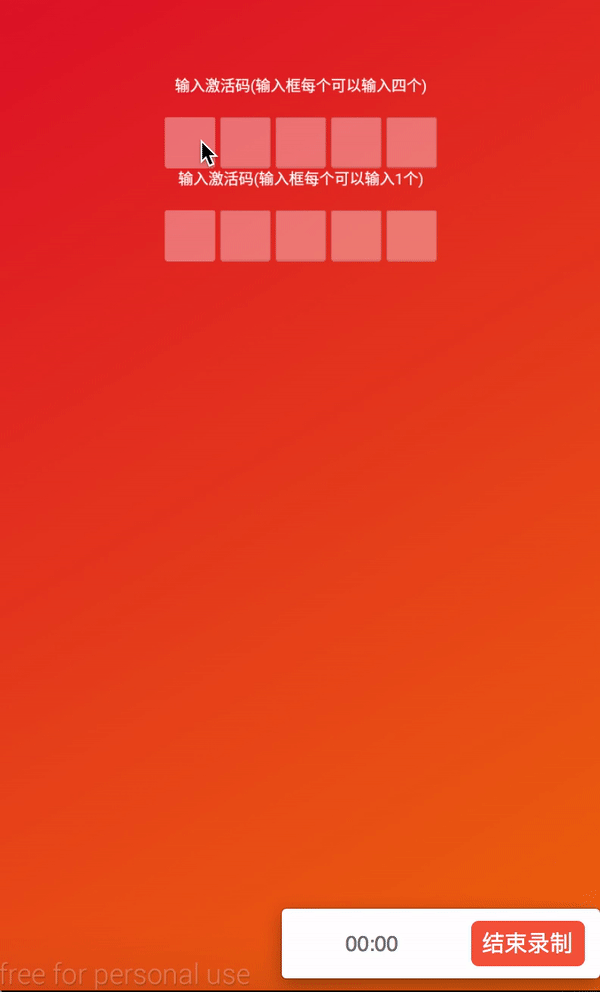 输入激活码(输入框每个可以输入四个)
输入激活码(输入框每个可以输入1个)
00:00
结束录制
free for personal use